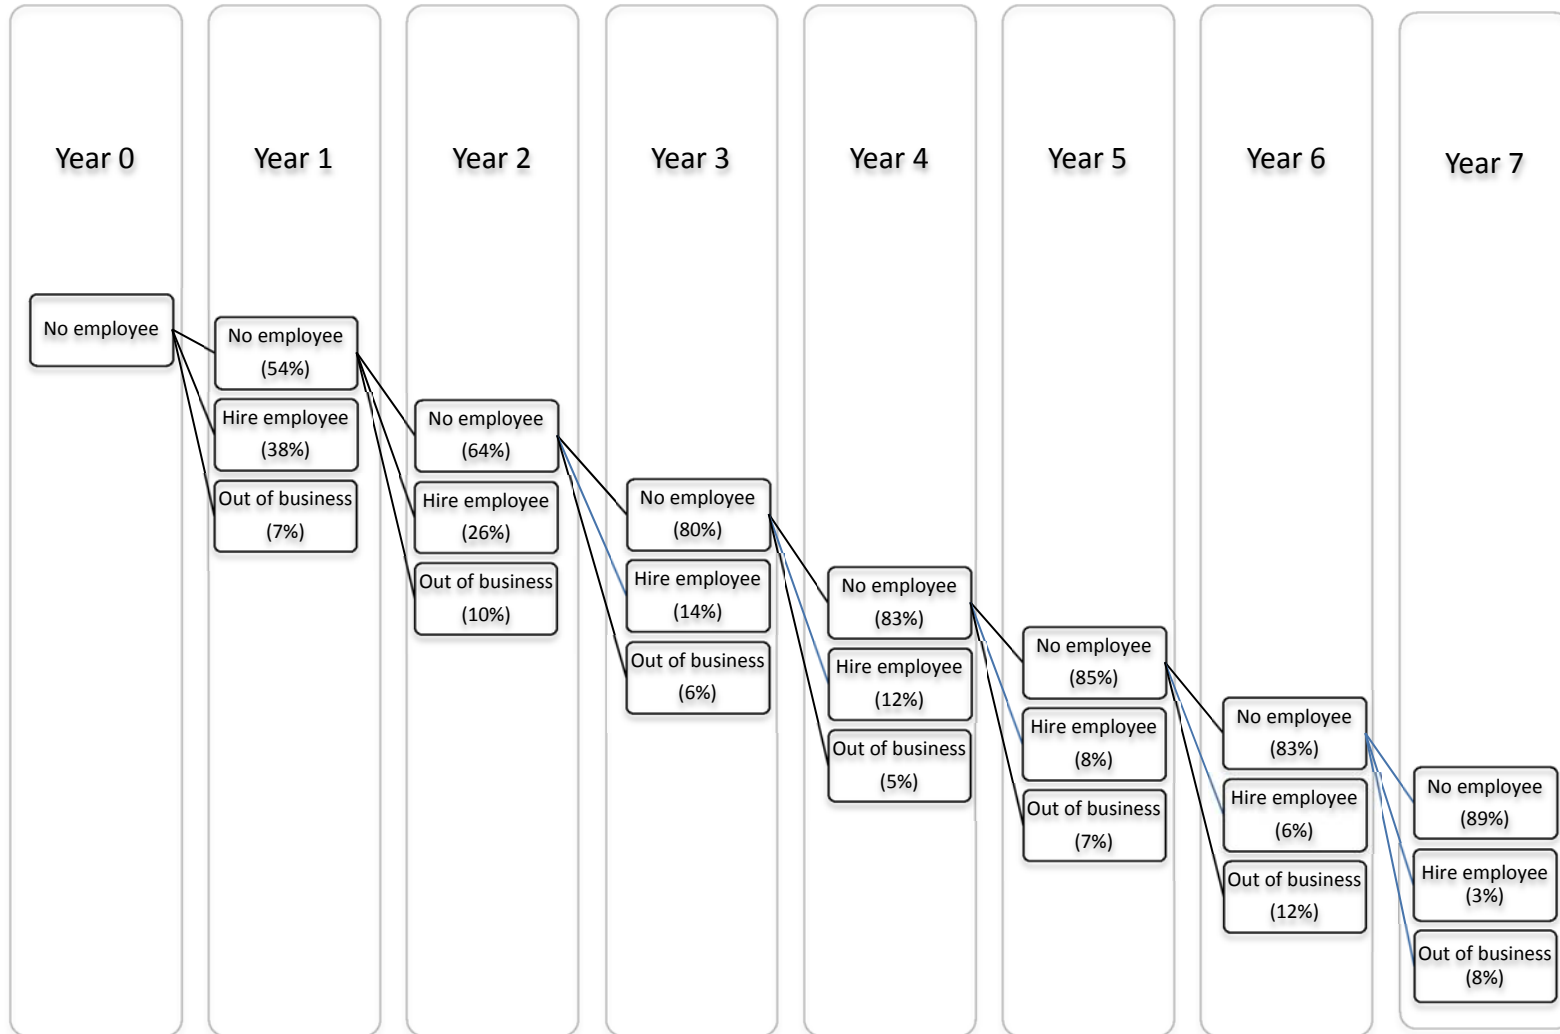 Year 0
Year 1
Year 2
Year 3
Year 4
Year 5
Year 6
Year 7
No employee
No employee
(54%)
Hire employee
(38%)
Out of business
(7%)
No employee
(64%)
Hire employee
(26%)
Out of business
(10%)
No employee
(80%)
Hire employee
(14%)
Out of business
(6%)
No employee
(83%)
Hire employee
(12%)
Out of business
(5%)
No employee
(85%)
Hire employee
(8%)
Out of business
(7%)
No employee
(83%)
Hire employee
(6%)
Out of business
(12%)
No employee
(89%)
Hire employee
(3%)
Out of business
(8%)